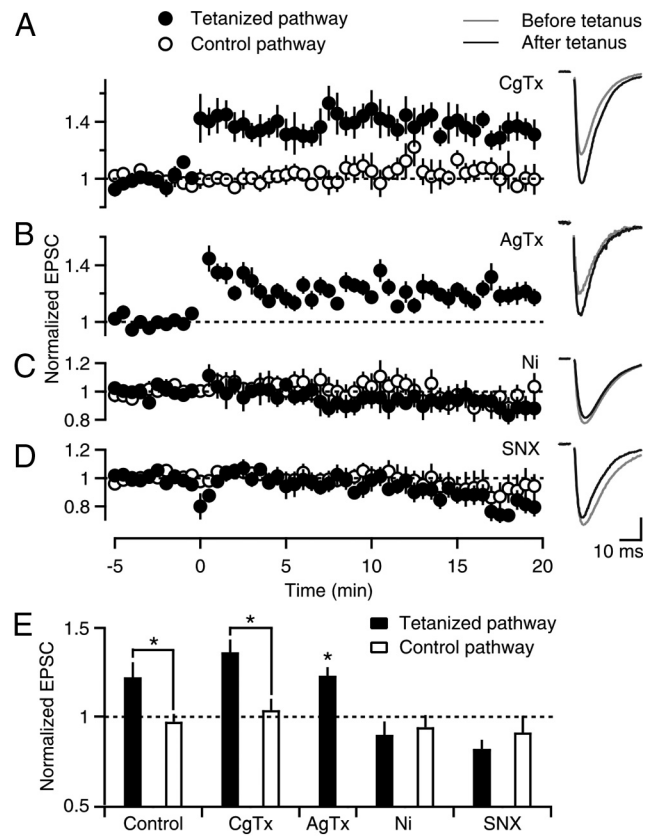 A
Tetanized pathway
Control pathway
Before tetanus
After tetanus
CgTx
1.4
1
B
AgTx
1.4
1
Normalized EPSC
C
Ni
1.2
1
0.8
D
SNX
1.2
1
0.8
10 ms
-5 0 5 10 15 20
Time (min)
E
Tetanized pathway
Control pathway
Normalized EPSC
1.5
1
0.5
* * *
Control CgTx AgTx Ni SNX